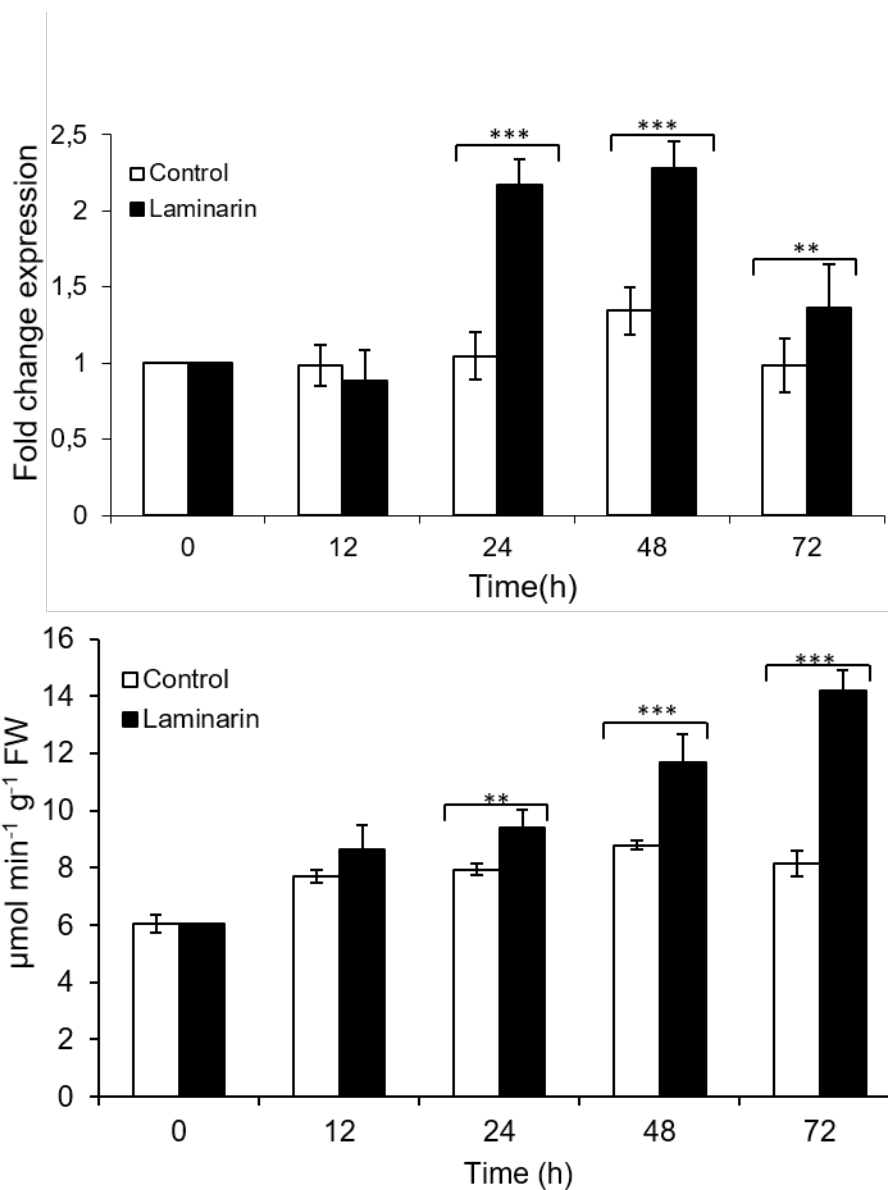 2,5
2
1,5
1
0,5
0
Fold change expression
Control
Laminarin
***
***
**
0 12 24 48 72
Time(h)
16
14
12
10
8
6
4
2
0
µmol min⁻¹ g⁻¹ FW
Control
Laminarin
**
***
***
0 12 24 48 72
Time (h)